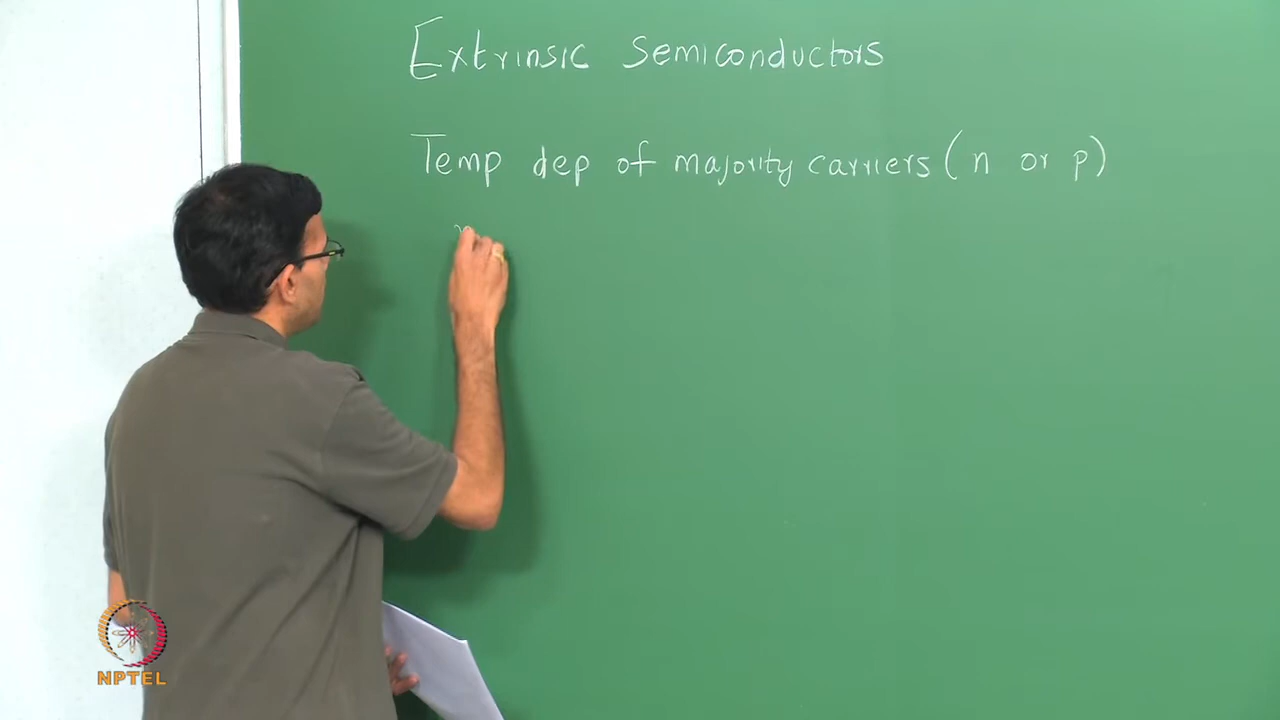 Extrinsic Semiconductors
Temp dep of majority carriers (n or p)
NPTEL